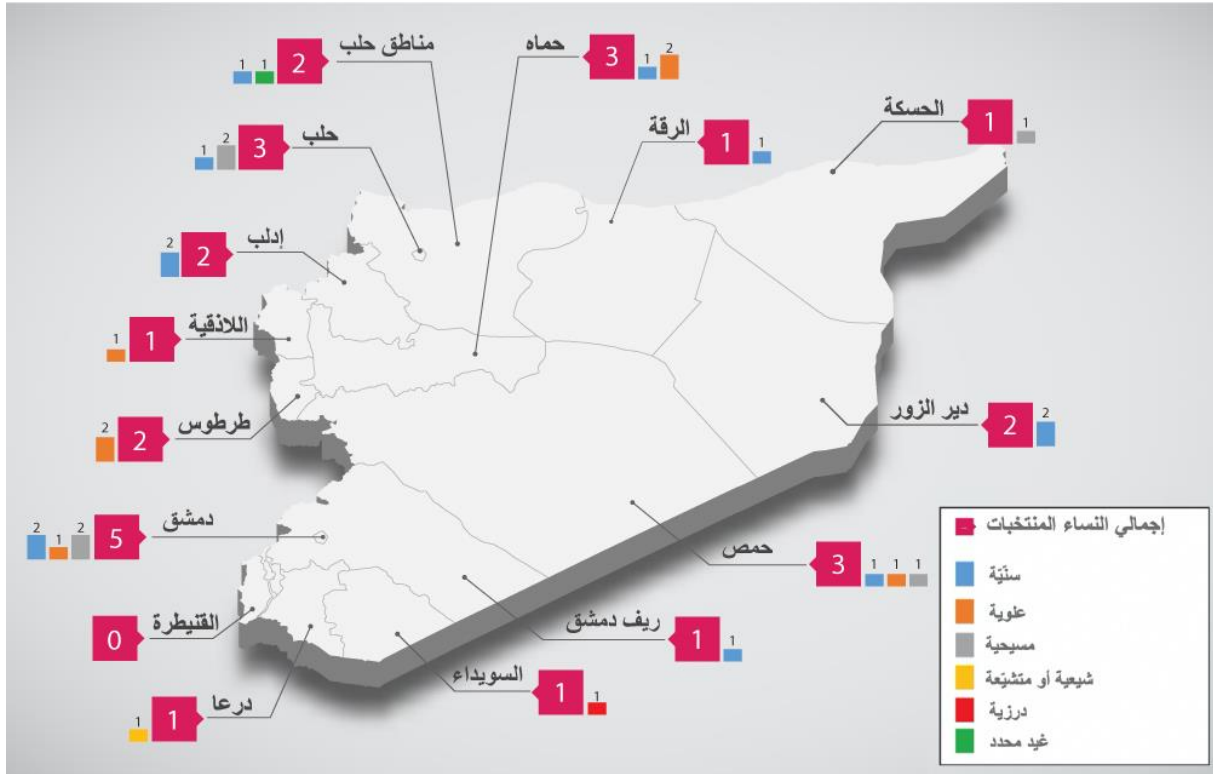 مناطق حلب
2
1
1
حماه
3
1
2
الحسكة
1
1
الرقة
1
1
حلب
3
1
2
إدلب
2
2
اللاذقية
1
1
طرطوس
2
2
دير الزور
2
2
دمشق
5
2
1
2
حمص
3
1
1
1
القنيطرة
0
ريف دمشق
1
1
السويداء
1
1
درعا
1
1
إجمالي النساء المنتخبات
سنّيّة
علوية
مسيحية
شيعية أو متشيّعة
درزية
غيد محدد